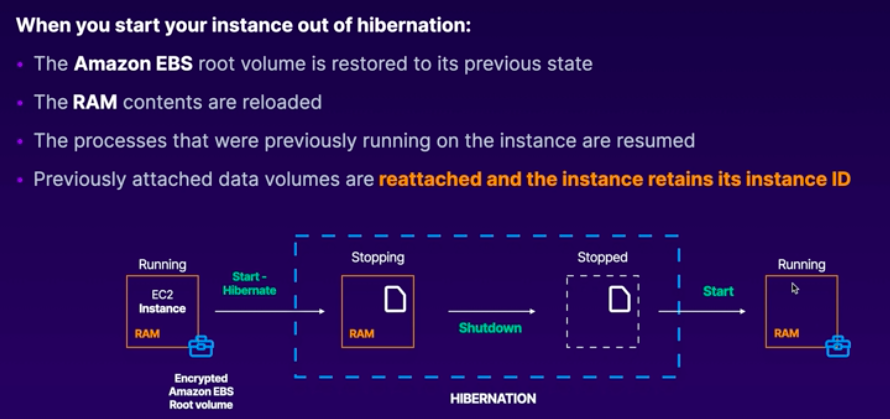 When you start your instance out of hibernation:
• The Amazon EBS root volume is restored to its previous state
• The RAM contents are reloaded
• The processes that were previously running on the instance are resumed
• Previously attached data volumes are reattached and the instance retains its instance ID
Running
EC2
Instance
RAM
Encrypted
Amazon EBS
Root volume
Start -
Hibernate
Stopping
RAM
Shutdown
Stopped
HIBERNATION
Start
Running
RAM